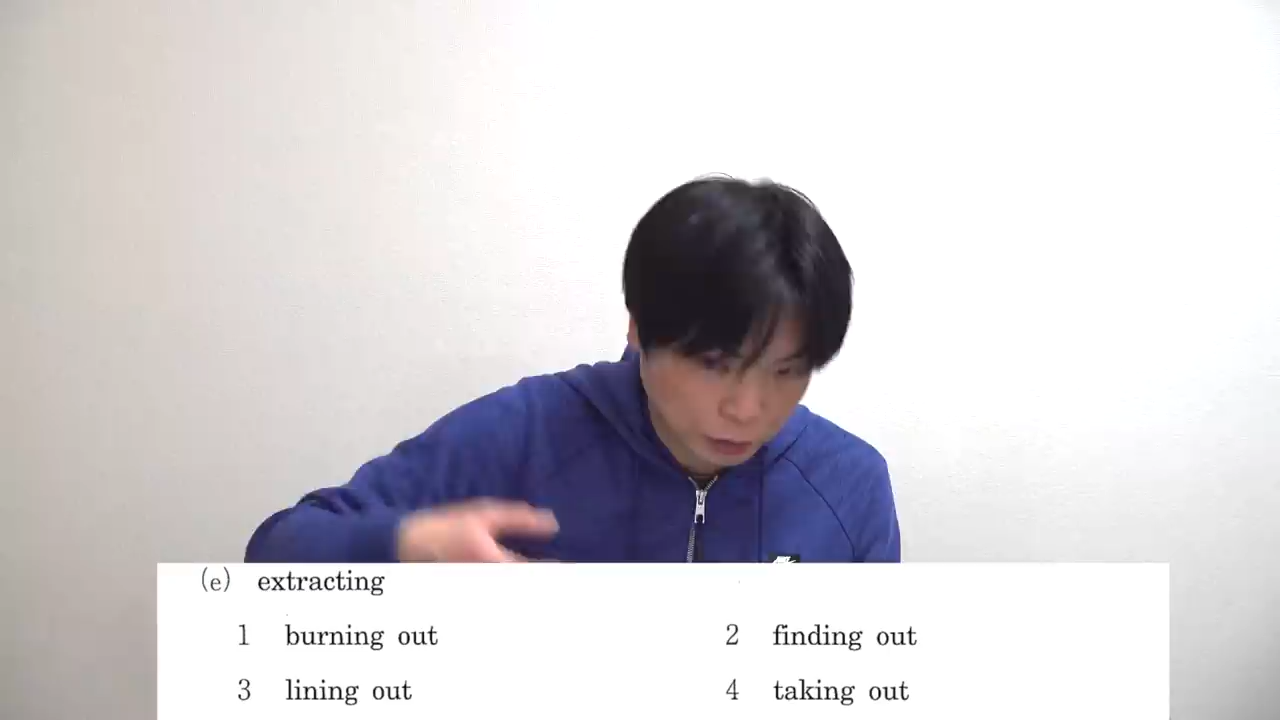 (e) extracting
1 burning out 2 finding out
3 lining out 4 taking out